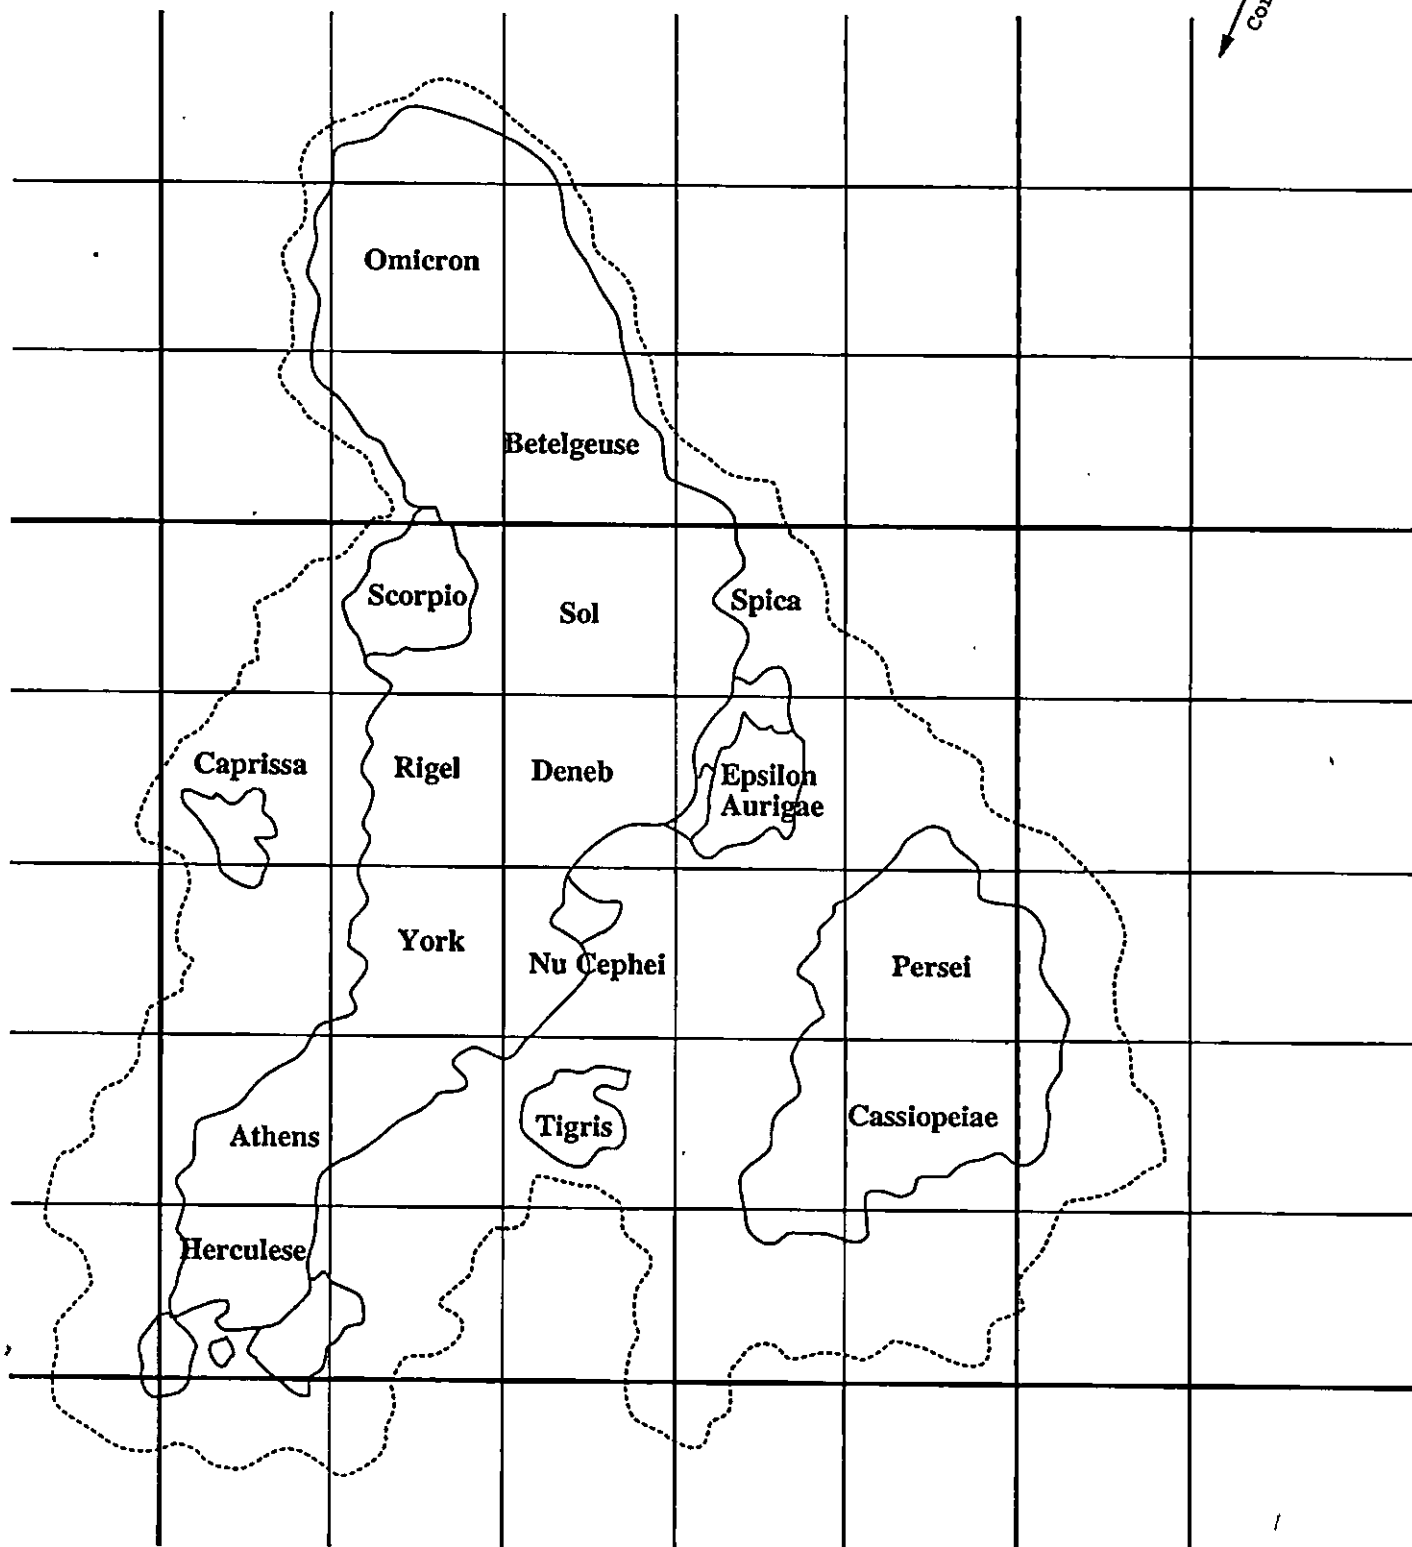 Omicron
Betelgeuse
Scorpio
Sol
Spica
Caprissa
Rigel
Deneb
Epsilon
Aurigae
York
Nu Cephei
Persei
Athens
Tigris
Cassiopeiae
Herculese